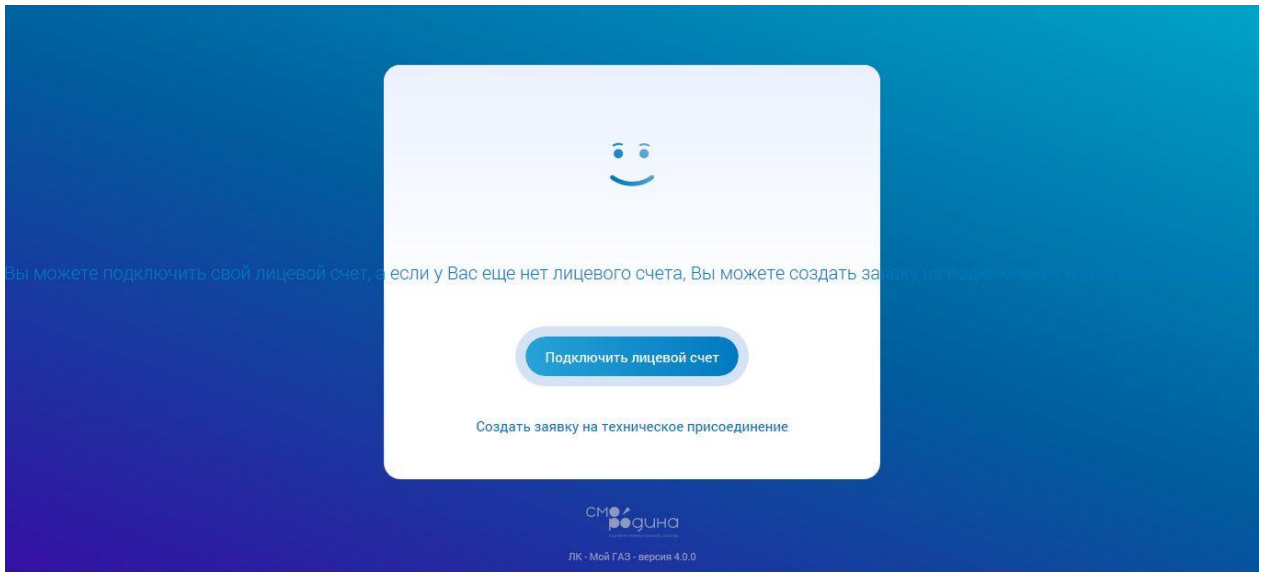 Вы можете подключить свой лицевой счет, а если у Вас еще нет лицевого счета, Вы можете создать заявку на подключение к
Подключить лицевой счет
Создать заявку на техническое присоединение
СМОРОДИНА
ЛК - Мой ГАЗ - версия 4.0.0